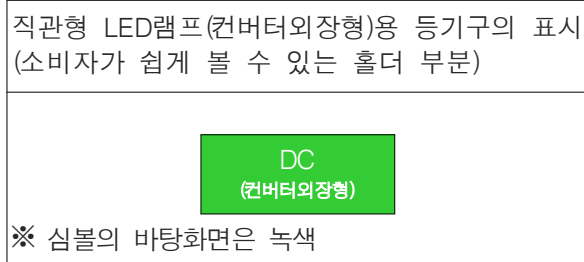 직관형 LED램프(컨버터외장형)용 등기구의 표시
(소비자가 쉽게 볼 수 있는 홀더 부분)
DC
(컨버터외장형)
※ 심볼의 바탕화면은 녹색